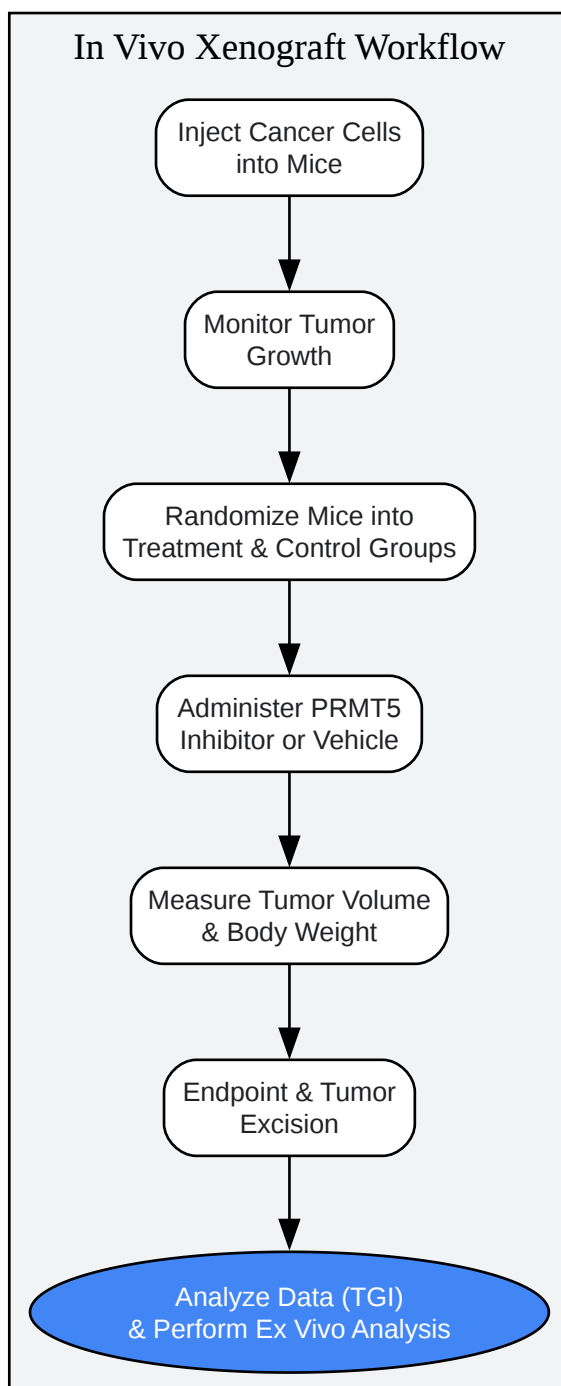 In Vivo Xenograft Workflow
Inject Cancer Cells
into Mice
Monitor Tumor
Growth
Randomize Mice into
Treatment & Control Groups
Administer PRMT5
Inhibitor or Vehicle
Measure Tumor Volume
& Body Weight
Endpoint & Tumor
Excision
Analyze Data (TGI)
& Perform Ex Vivo Analysis